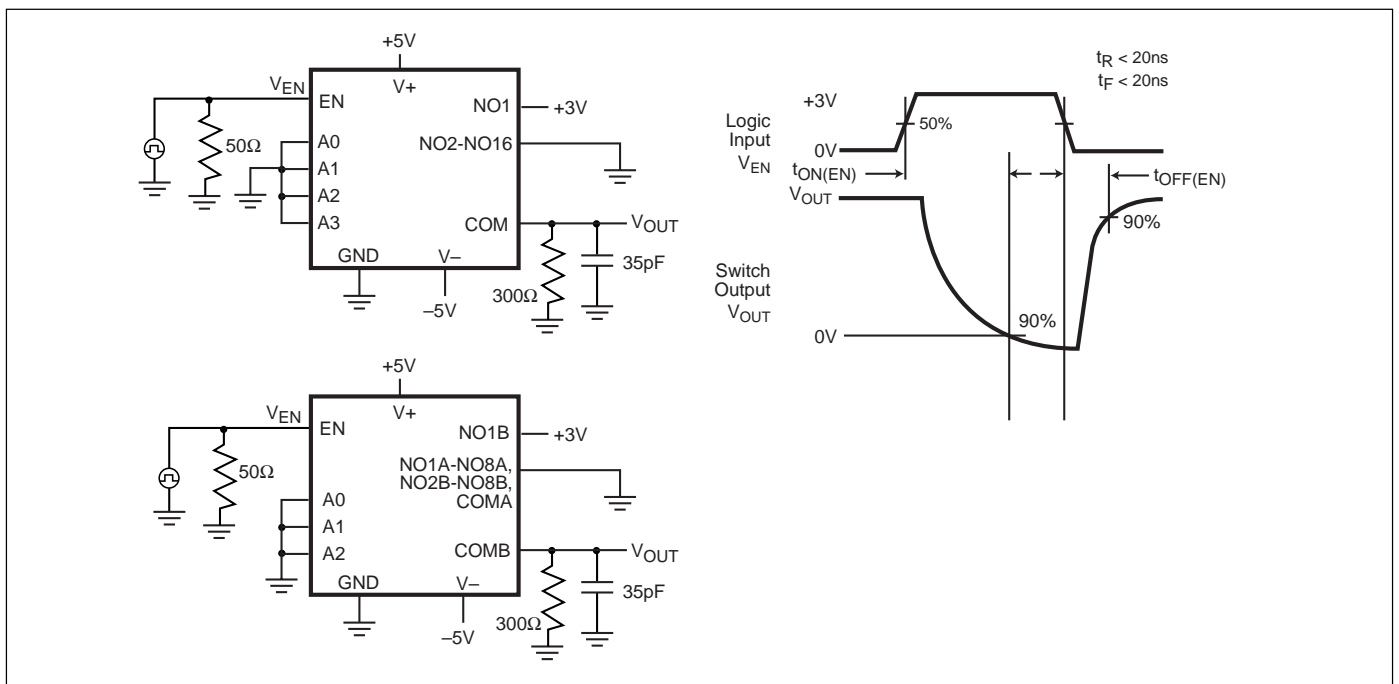 +5V
V+
VEN
EN
NO1
+3V
50Ω
A0
A1
A2
A3
NO2-NO16
COM
VOUT
GND
V–
35pF
300Ω
–5V
+5V
V+
VEN
EN
NO1B
+3V
50Ω
NO1A-NO8A,
NO2B-NO8B,
COMA
A0
A1
A2
COMB
VOUT
GND
V–
35pF
300Ω
–5V
tR < 20ns
tF < 20ns
+3V
Logic
Input
VEN
50%
0V
tON(EN)
tOFF(EN)
VOUT
90%
Switch
Output
VOUT
90%
0V